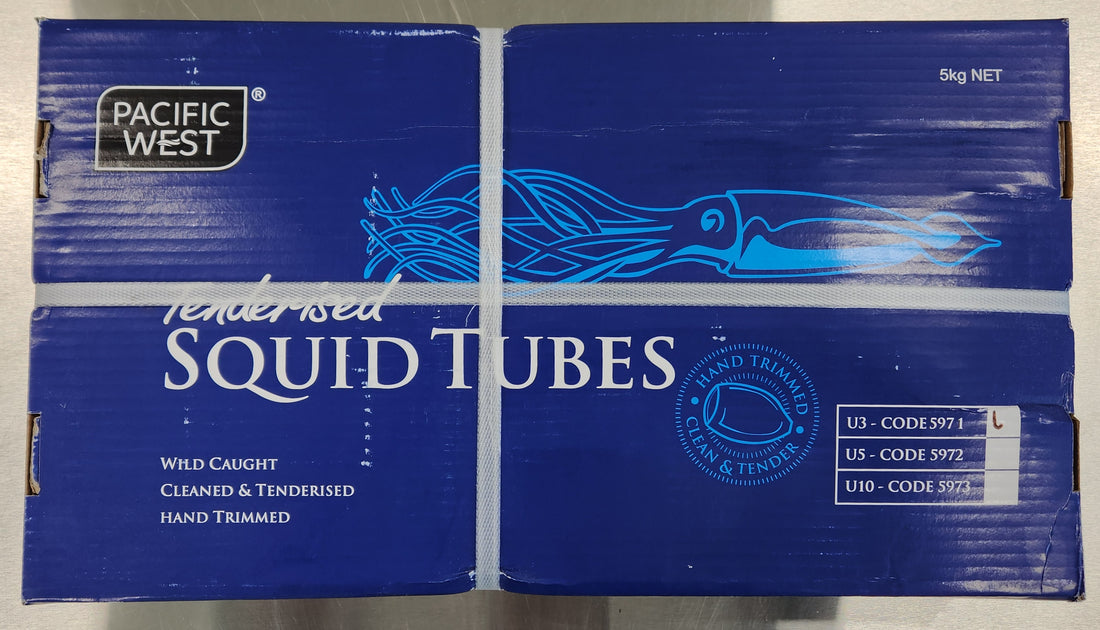 PACIFIC
WEST
®
5kg NET
Tenderised
SQUID TUBES
HAND TRIMMED
CLEAN & TENDER
WILD CAUGHT
CLEANED & TENDERISED
HAND TRIMMED
U3 - CODE 5971
U5 - CODE 5972
U10 - CODE 5973